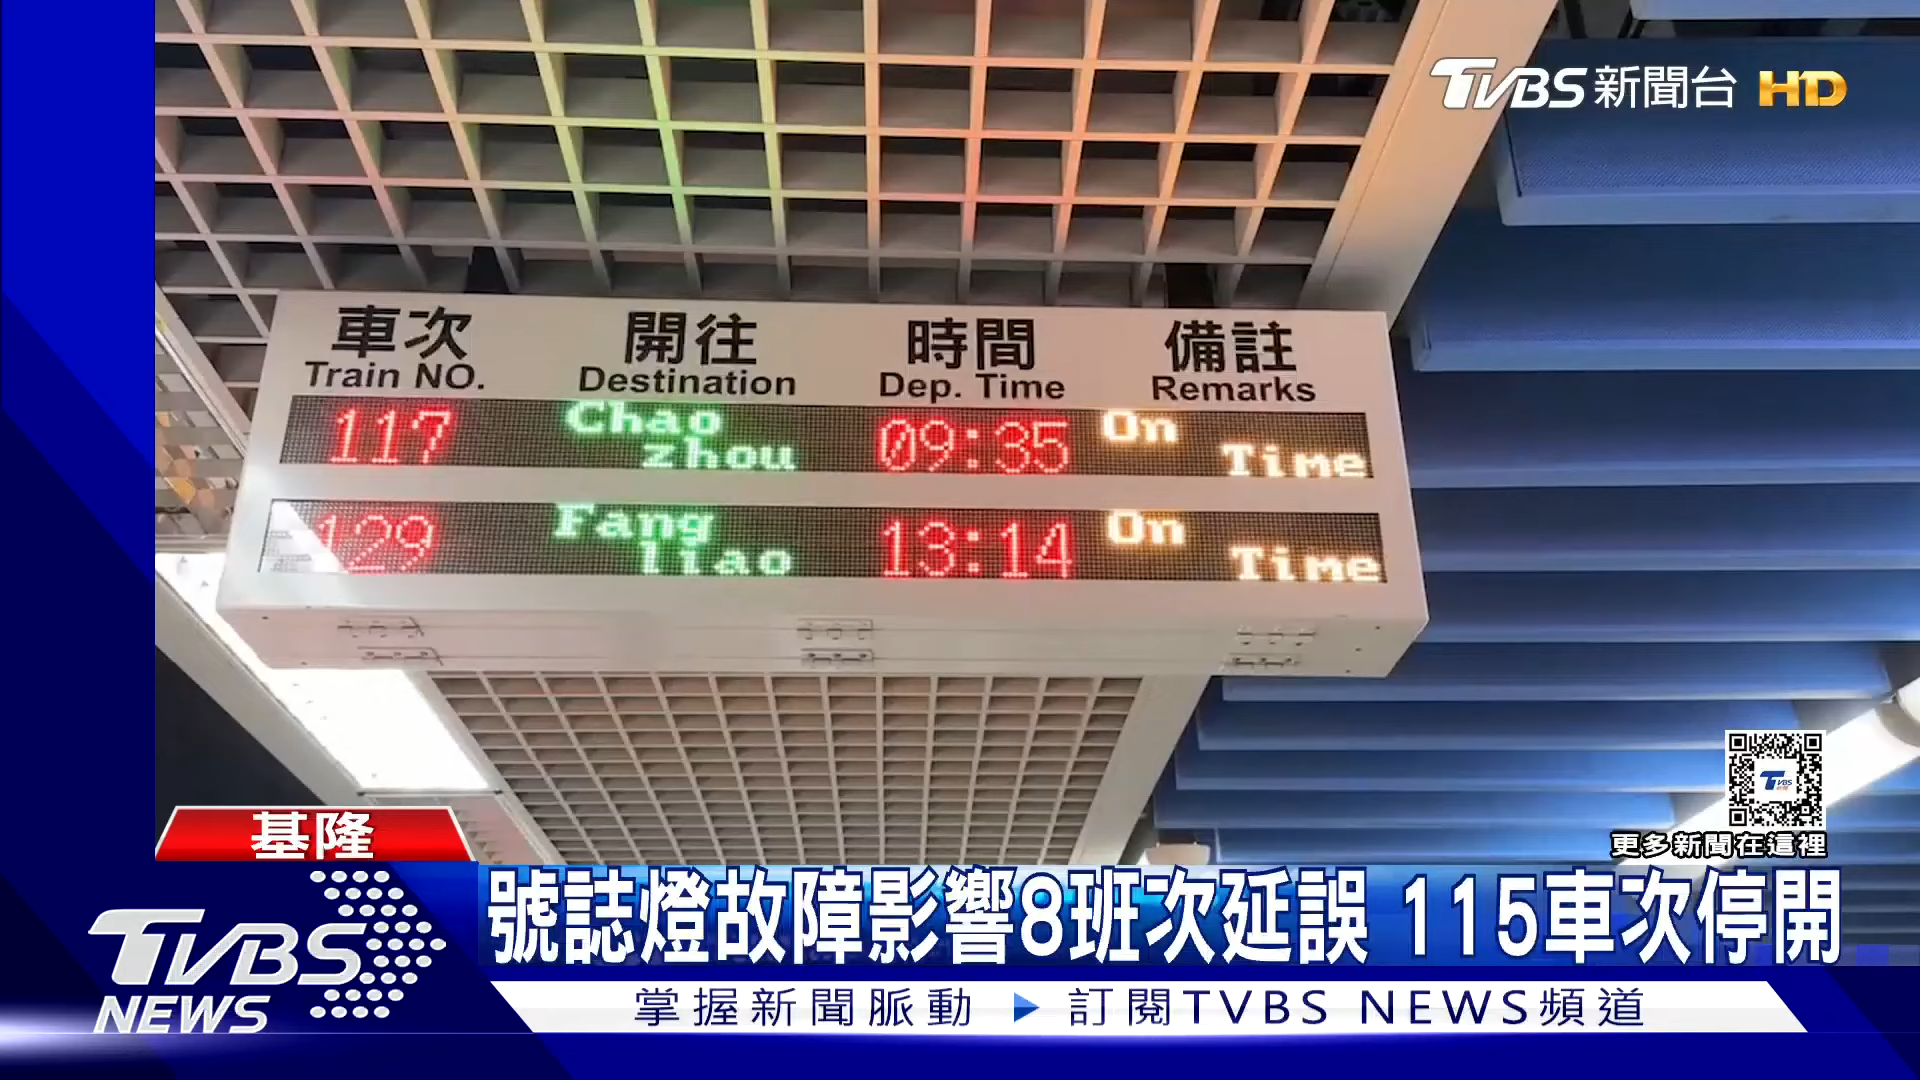 TVBS新聞台 HD
車次 開往 時間 備註
Train NO. Destination Dep. Time Remarks
117 Chao zhou 09:35 On Time
129 Fang liao 13:14 On Time
TVBS
更多新聞在這裡
基隆
號誌燈故障影響8班次延誤 115車次停開
TVBS NEWS
掌握新聞脈動 ▶ 訂閱TVBS NEWS頻道